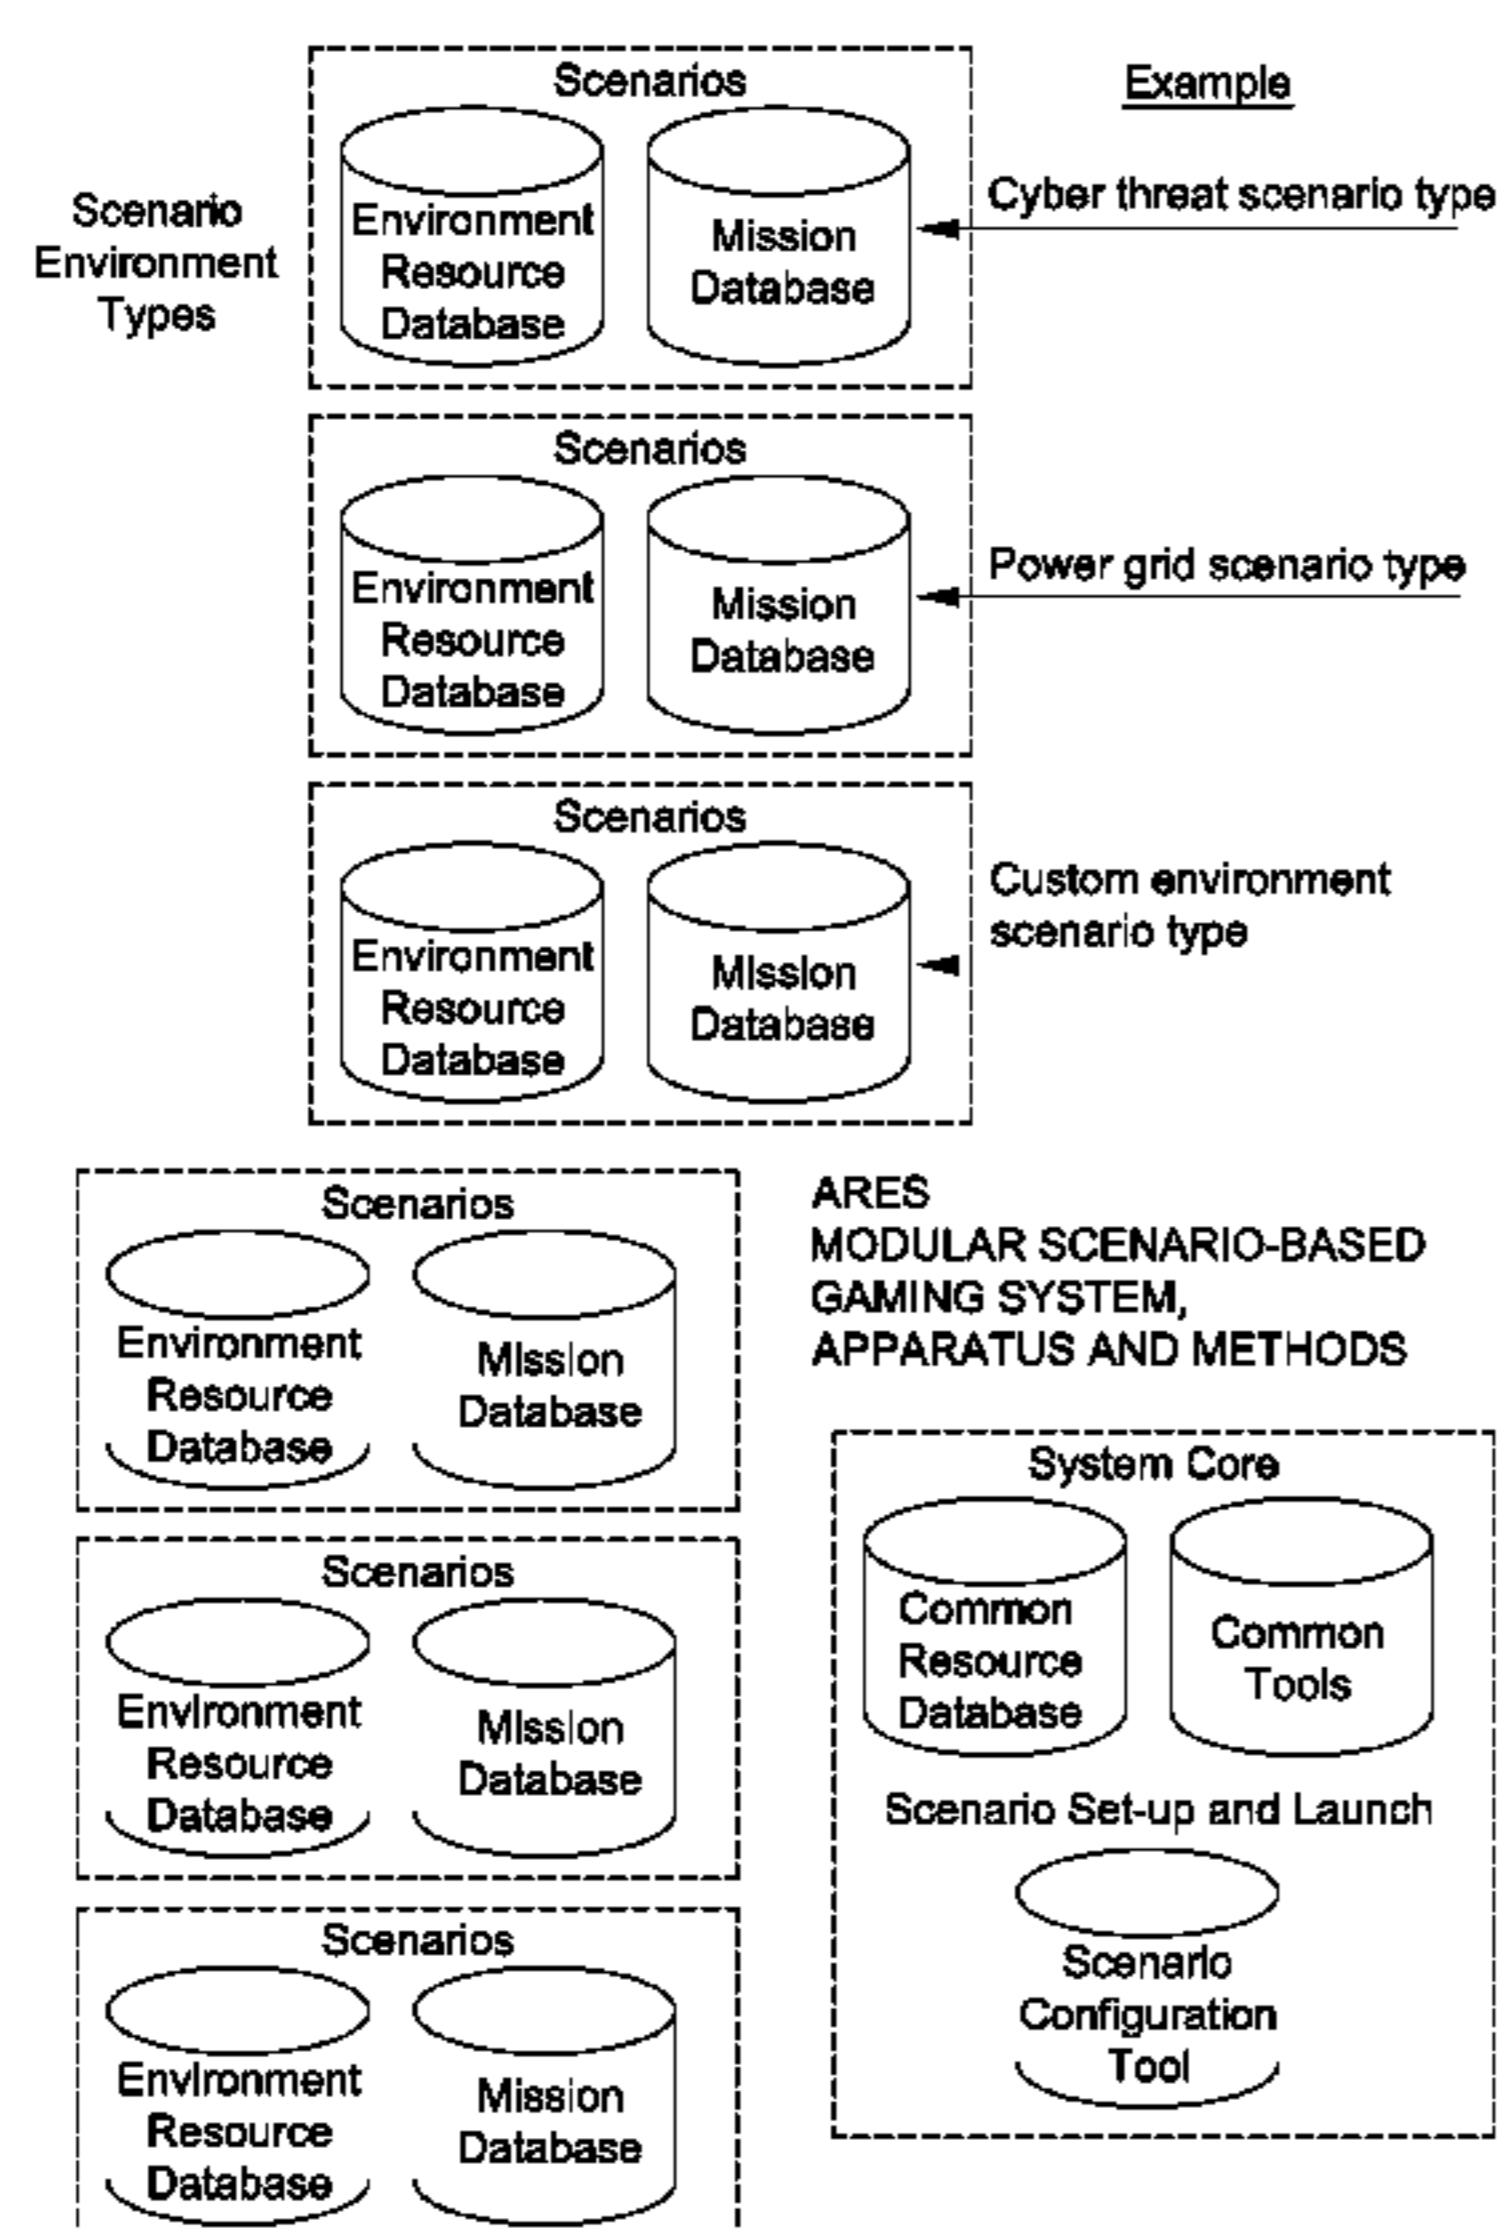 Scenario
Environment
Types
Scenarios
Environment
Resource
Database
Mission
Database
Example
Cyber threat scenario type
Scenarios
Environment
Resource
Database
Mission
Database
Power grid scenario type
Scenarios
Environment
Resource
Database
Mission
Database
Custom environment
scenario type
Scenarios
Environment
Resource
Database
Mission
Database
Scenarios
Environment
Resource
Database
Mission
Database
Scenarios
Environment
Resource
Database
Mission
Database
ARES
MODULAR SCENARIO-BASED
GAMING SYSTEM,
APPARATUS AND METHODS
System Core
Common
Resource
Database
Common
Tools
Scenario Set-up and Launch
Scenario
Configuration
Tool